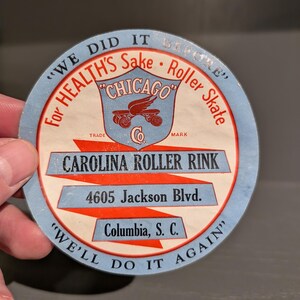 "WE DID IT BEFORE"
For HEALTH'S Sake · Roller Skate
"CHICAGO"
TRADE Co MARK
CAROLINA ROLLER RINK
4605 Jackson Blvd.
Columbia, S. C.
"WE'LL DO IT AGAIN"